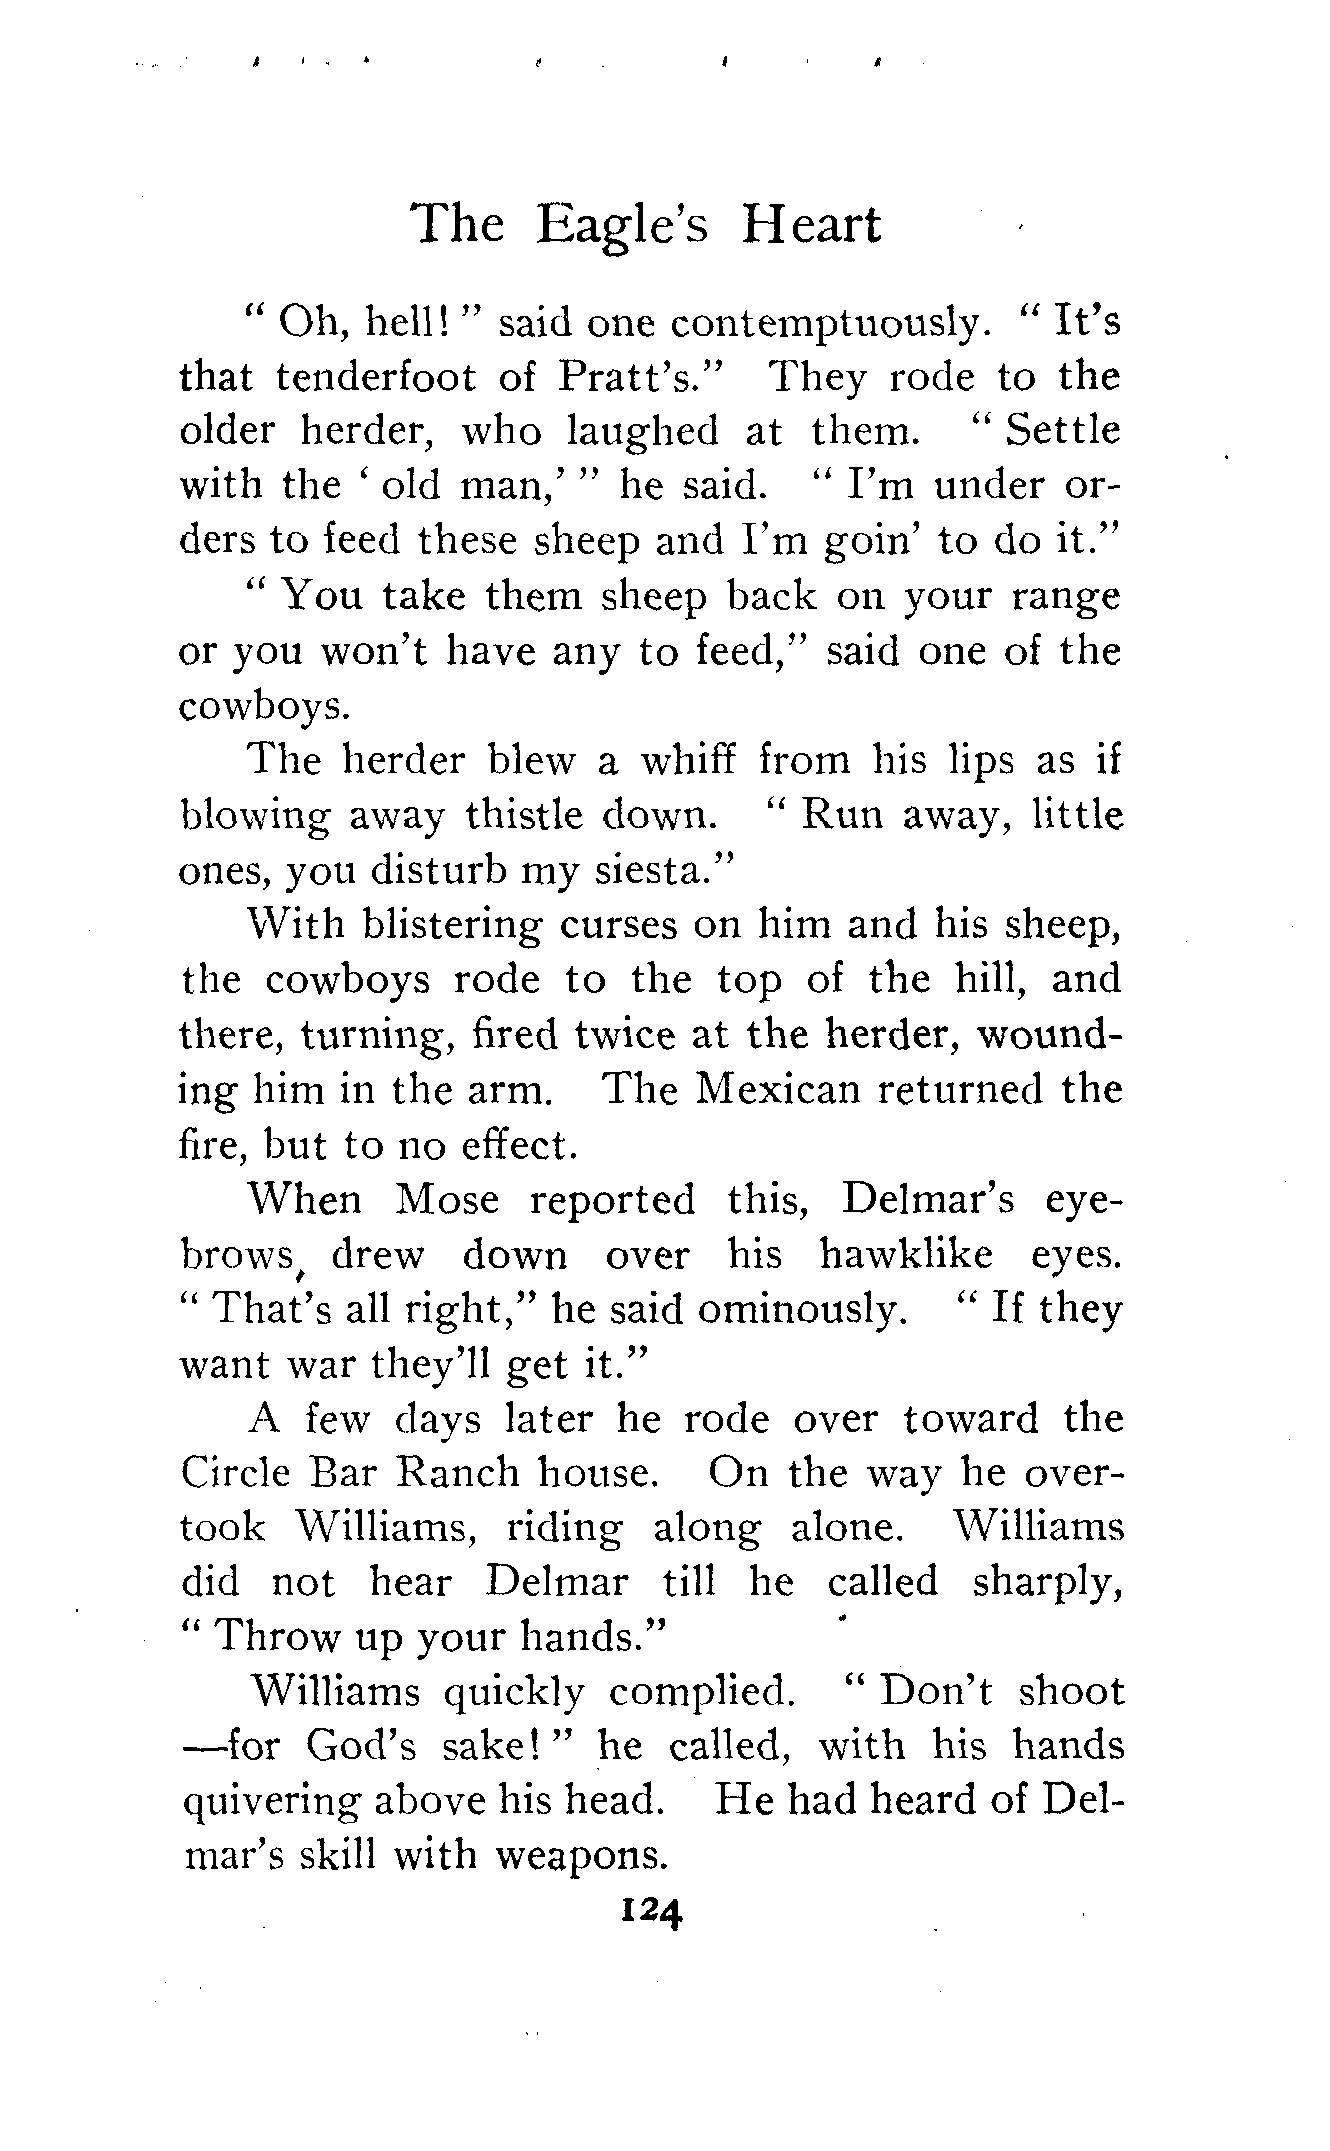 The Eagle's Heart
" Oh, hell! " said one contemptuously. " It's
that tenderfoot of Pratt's." They rode to the
older herder, who laughed at them. " Settle
with the ' old man,' " he said. " I'm under or-
ders to feed these sheep and I'm goin' to do it."
" You take them sheep back on your range
or you won't have any to feed," said one of the
cowboys.
The herder blew a whiff from his lips as if
blowing away thistle down. " Run away, little
ones, you disturb my siesta."
With blistering curses on him and his sheep,
the cowboys rode to the top of the hill, and
there, turning, fired twice at the herder, wound-
ing him in the arm. The Mexican returned the
fire, but to no effect.
When Mose reported this, Delmar's eye-
brows, drew down over his hawklike eyes.
" That's all right," he said ominously. " If they
want war they'll get it."
A few days later he rode over toward the
Circle Bar Ranch house. On the way he over-
took Williams, riding along alone. Williams
did not hear Delmar till he called sharply,
" Throw up your hands."
Williams quickly complied. " Don't shoot
—for God's sake! " he called, with his hands
quivering above his head. He had heard of Del-
mar's skill with weapons.
124